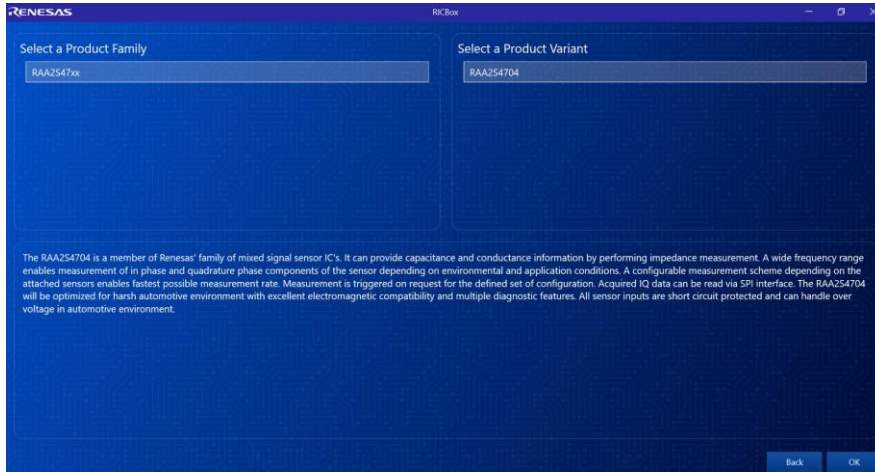 RENESAS
RICBox
Select a Product Family
Select a Product Variant
RAA2S47xx
RAA2S4704
The RAA2S4704 is a member of Renesas' family of mixed signal sensor IC's. It can provide capacitance and conductance information by performing impedance measurement. A wide frequency range
enables measurement of in phase and quadrature phase components of the sensor depending on environmental and application conditions. A configurable measurement scheme depending on the
attached sensors enables fastest possible measurement rate. Measurement is triggered on request for the defined set of configuration. Acquired IQ data can be read via SPI interface. The RAA2S4704
will be optimized for harsh automotive environment with excellent electromagnetic compatibility and multiple diagnostic features. All sensor inputs are short circuit protected and can handle over
voltage in automotive environment.
Back
OK